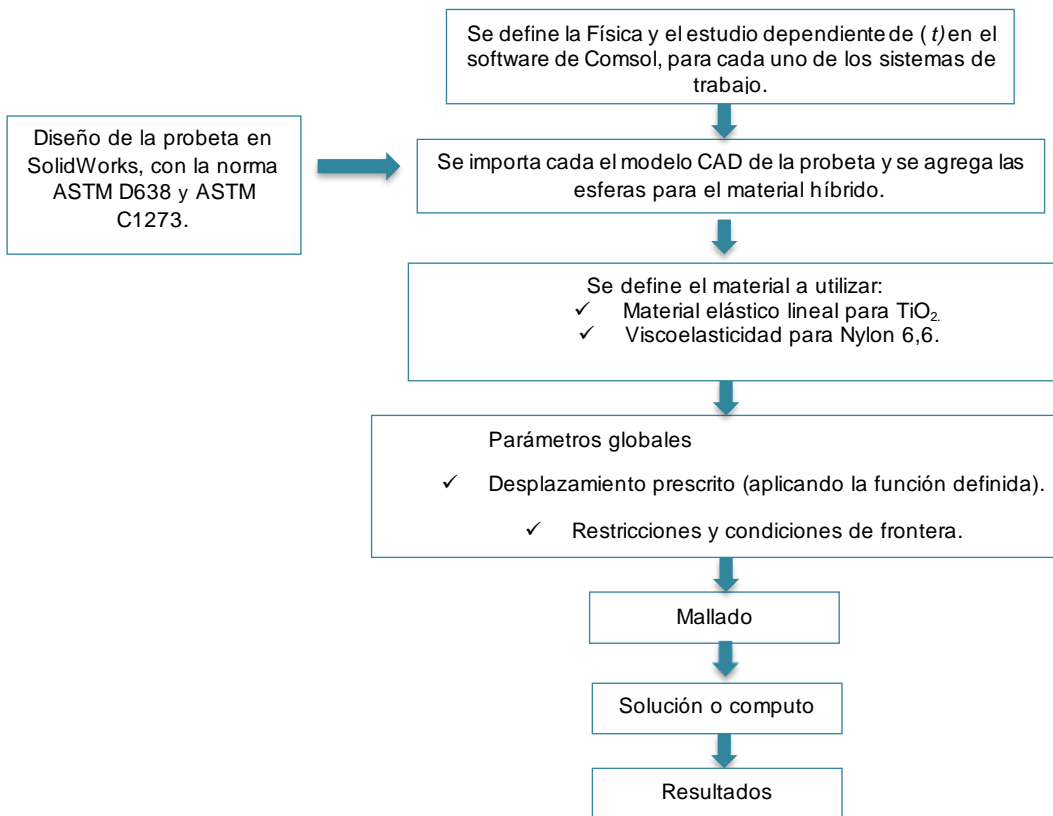 Se define la Física y el estudio dependiente de ( t) en el
software de Comsol, para cada uno de los sistemas de
trabajo.
Diseño de la probeta en
SolidWorks, con la norma
ASTM D638 y ASTM
C1273.
Se importa cada el modelo CAD de la probeta y se agrega las
esferas para el material híbrido.
Se define el material a utilizar:
✓ Material elástico lineal para TiO2.
✓ Viscoelasticidad para Nylon 6,6.
Parámetros globales
✓ Desplazamiento prescrito (aplicando la función definida).
✓ Restricciones y condiciones de frontera.
Mallado
Solución o computo
Resultados